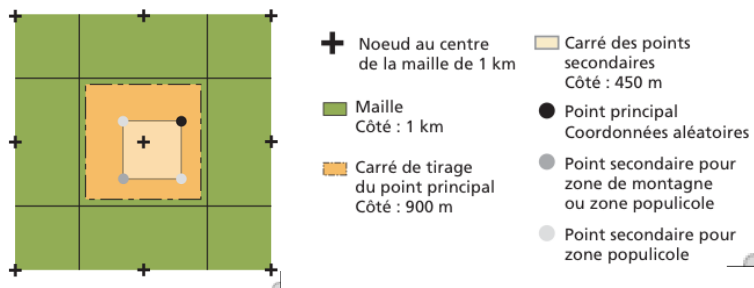 Noeud au centre
de la maille de 1 km
Maille
Côté : 1 km
Carré de tirage
du point principal
Côté : 900 m
Carré des points
secondaires
Côté : 450 m
Point principal
Coordonnées aléatoires
Point secondaire pour
zone de montagne
ou zone populicole
Point secondaire pour
zone populicole